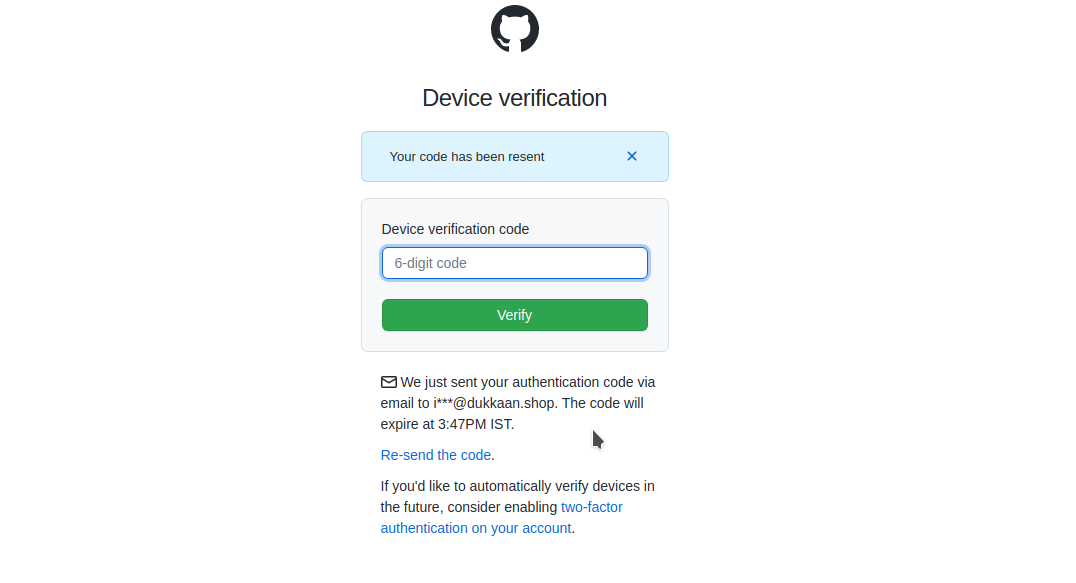 Device verification
Your code has been resent
Device verification code
6-digit code
Verify
We just sent your authentication code via
email to i***@dukkaan.shop. The code will
expire at 3:47PM IST.
Re-send the code.
If you'd like to automatically verify devices in
the future, consider enabling two-factor
authentication on your account.